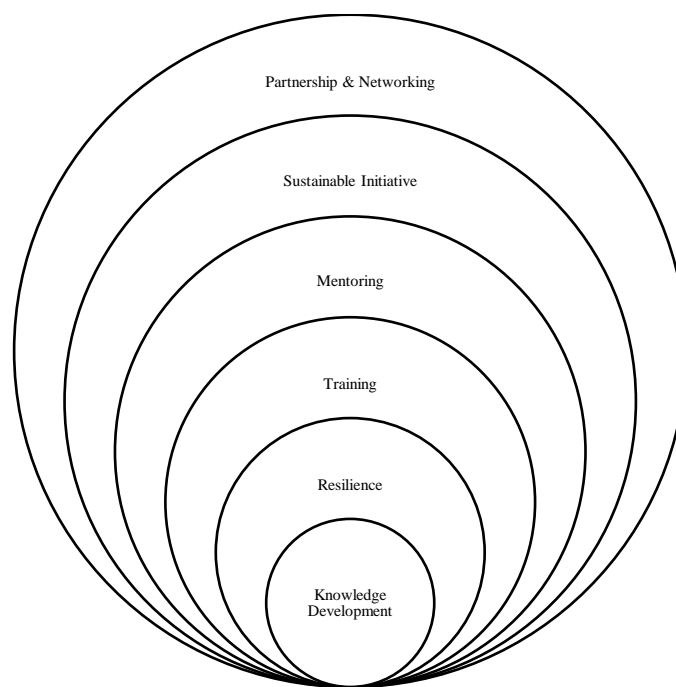 Partnership & Networking
Sustainable Initiative
Mentoring
Training
Resilience
Knowledge
Development